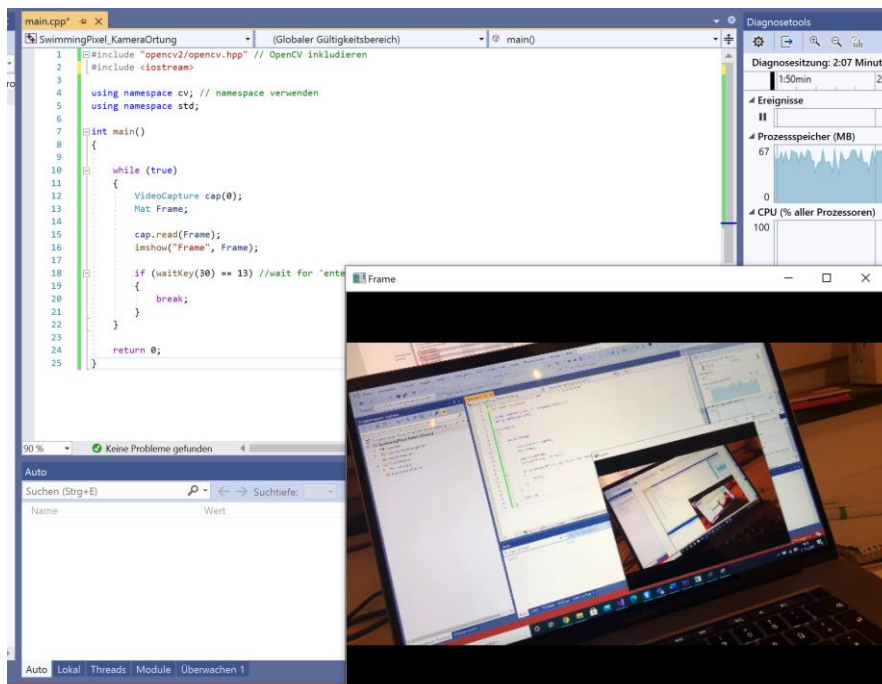 main.cpp*
SwimmingPixel_KameraOrtung
(Globaler Gültigkeitsbereich)
main()
1 #include "opencv2/opencv.hpp" // OpenCV inkludieren
2 #include <iostream>
3
4 using namespace cv; // namespace verwenden
5 using namespace std;
6
7 int main()
8 {
9
10 while (true)
11 {
12 VideoCapture cap(0);
13 Mat Frame;
14
15 cap.read(Frame);
16 imshow("Frame", Frame);
17
18 if (waitKey(30) == 13) //wait for 'ente
19 {
20 break;
21 }
22 }
23
24 return 0;
25 }
90 %
Keine Probleme gefunden
Auto
Suchen (Strg+E)
Suchtiefe:
Name Wert
Auto Lokal Threads Module Überwachen 1
Diagnosetools
Diagnosesitzung: 2:07 Minut
1:50min 2
Ereignisse
Prozessspeicher (MB)
67
0
CPU (% aller Prozessoren)
100
Frame